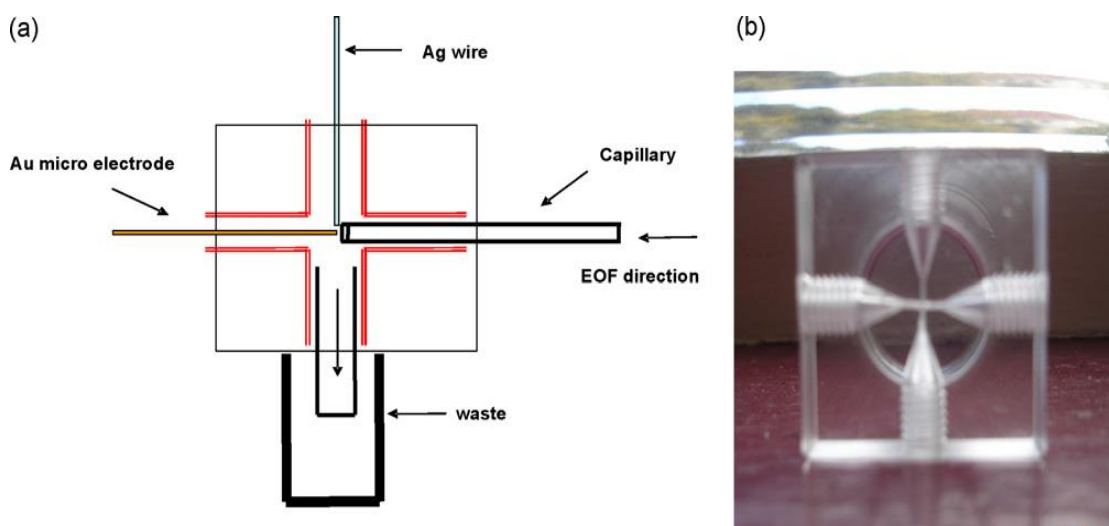 (a)
Ag wire
Au micro electrode
Capillary
EOF direction
waste
(b)